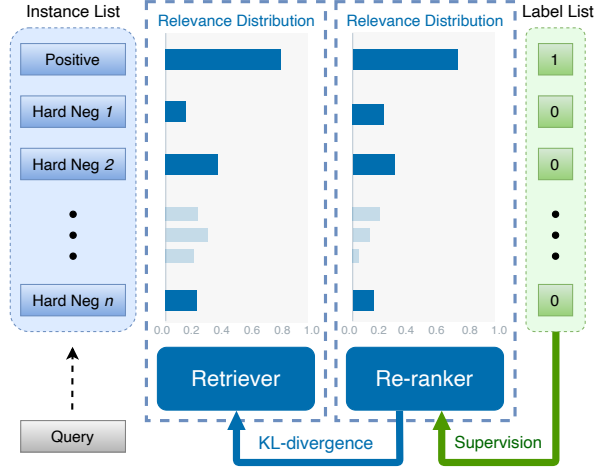 Instance List
Relevance Distribution
Relevance Distribution
Label List
Positive
1
Hard Neg 1
0
Hard Neg 2
0
Hard Neg n
0
0.0 0.2 0.4 0.6 0.8 1.0
0.0 0.2 0.4 0.6 0.8 1.0
Retriever
Re-ranker
Query
KL-divergence
Supervision